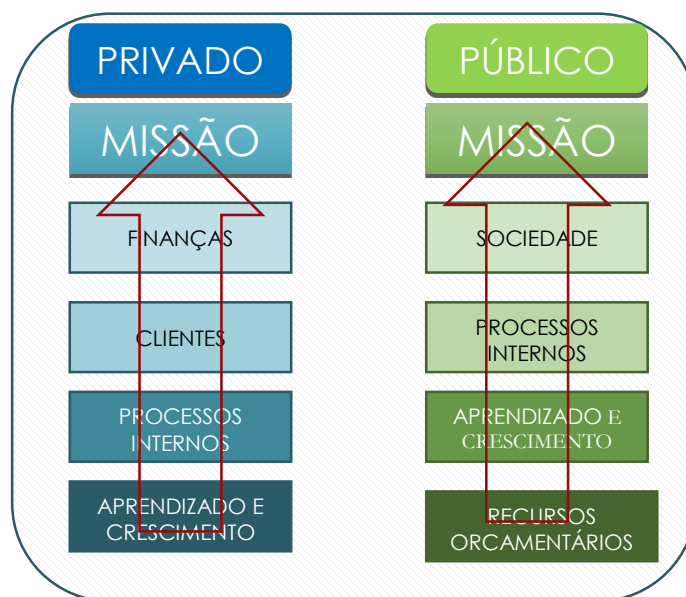 PRIVADO
MISSÃO
FINANÇAS
CLIENTES
PROCESSOS
INTERNOS
APRENDIZADO E
CRESCIMENTO
PÚBLICO
MISSÃO
SOCIEDADE
PROCESSOS
INTERNOS
APRENDIZADO E
CRESCIMENTO
RECURSOS
ORCAMENTÁRIOS